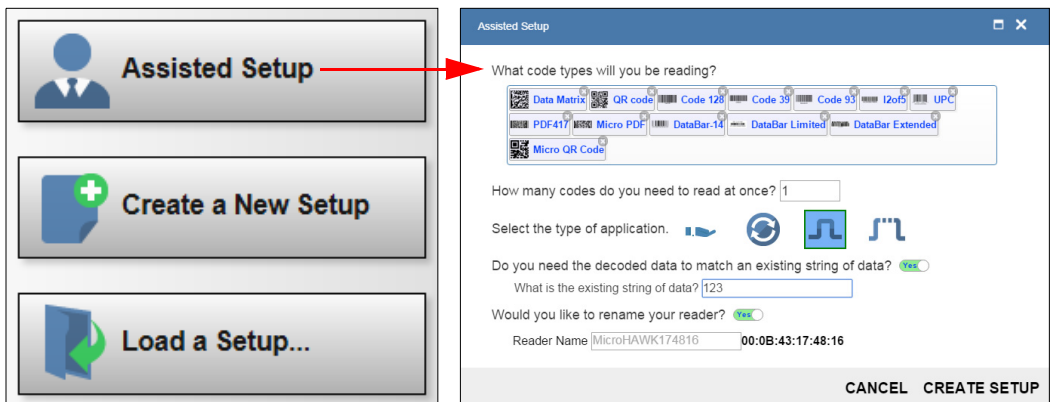 Assisted Setup
Create a New Setup
Load a Setup...
Assisted Setup
What code types will you be reading?
Data Matrix QR code Code 128 Code 39 Code 93 I2of5 UPC
PDF417 Micro PDF DataBar-14 DataBar Limited DataBar Extended
Micro QR Code
How many codes do you need to read at once? 1
Select the type of application.
Do you need the decoded data to match an existing string of data? Yes
What is the existing string of data? 123
Would you like to rename your reader? Yes
Reader Name MicroHAWK174816 00:0B:43:17:48:16
CANCEL CREATE SETUP